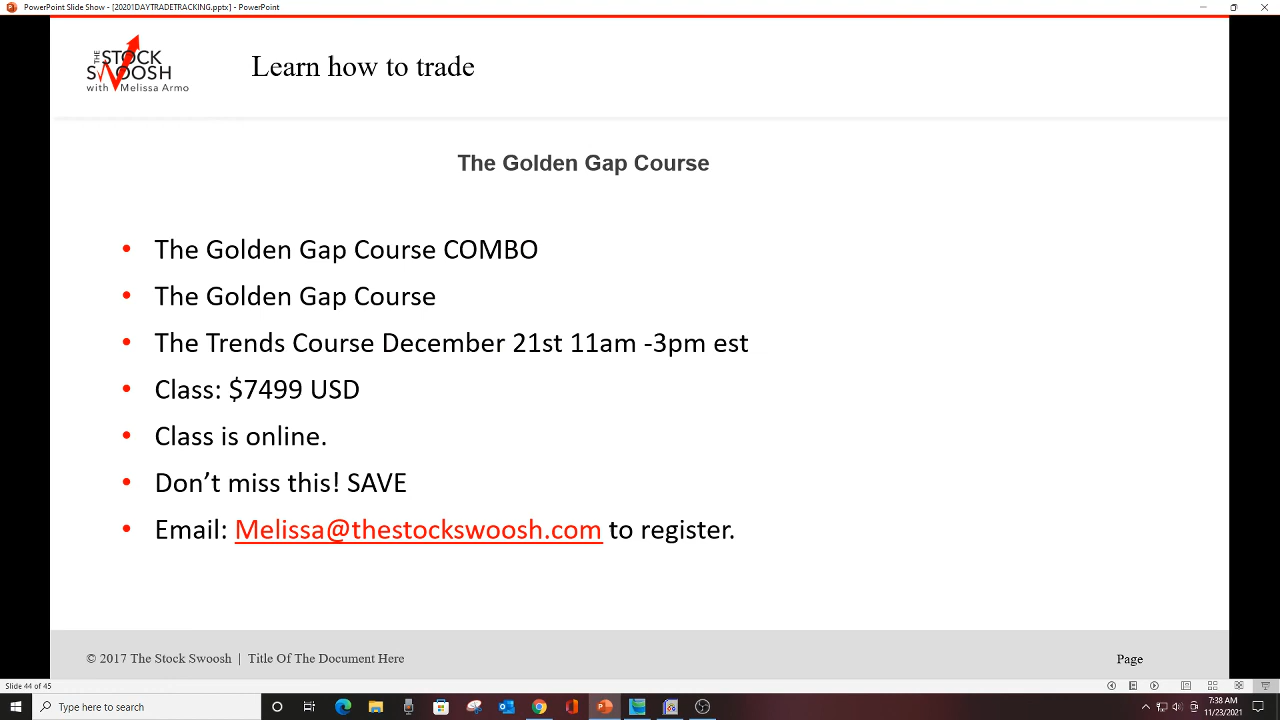 PowerPoint Slide Show - [20201DAYTRADETRACKING.pptx] - PowerPoint
THE STOCK
SWOOSH
with Melissa Armo
Learn how to trade
The Golden Gap Course
• The Golden Gap Course COMBO
• The Golden Gap Course
• The Trends Course December 21st 11am -3pm est
• Class: $7499 USD
• Class is online.
• Don’t miss this! SAVE
• Email: Melissa@thestockswoosh.com to register.
© 2017 The Stock Swoosh | Title Of The Document Here
Page
Slide 44 of 45
Type here to search
7:38 AM
11/23/2021